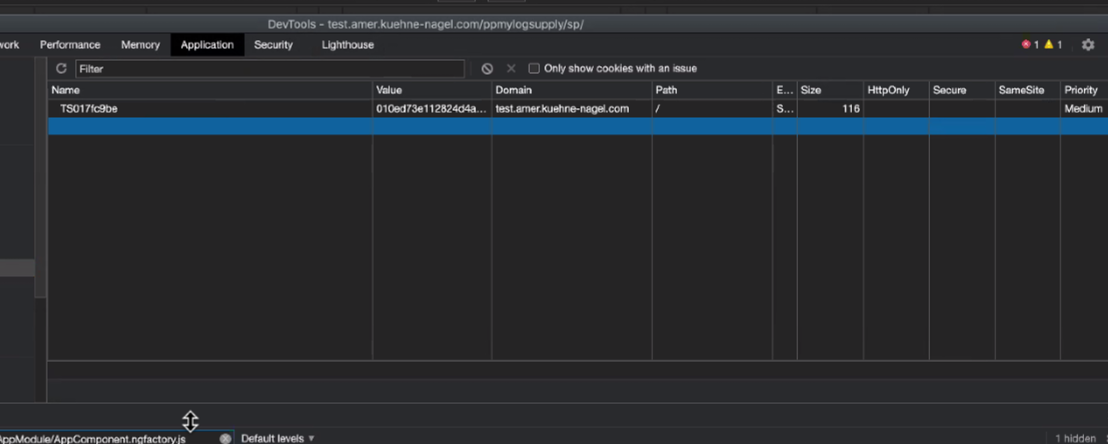 DevTools - test.amer.kuehne-nagel.com/ppmylogsupply/sp/
work Performance Memory Application Security Lighthouse 1 1
Filter Only show cookies with an issue
Name Value Domain Path E... Size HttpOnly Secure SameSite Priority
TS017fc9be 010ed73e112824d4a... test.amer.kuehne-nagel.com / S... 116 Medium
AppModule/AppComponent.ngfactory.js Default levels 1 hidden